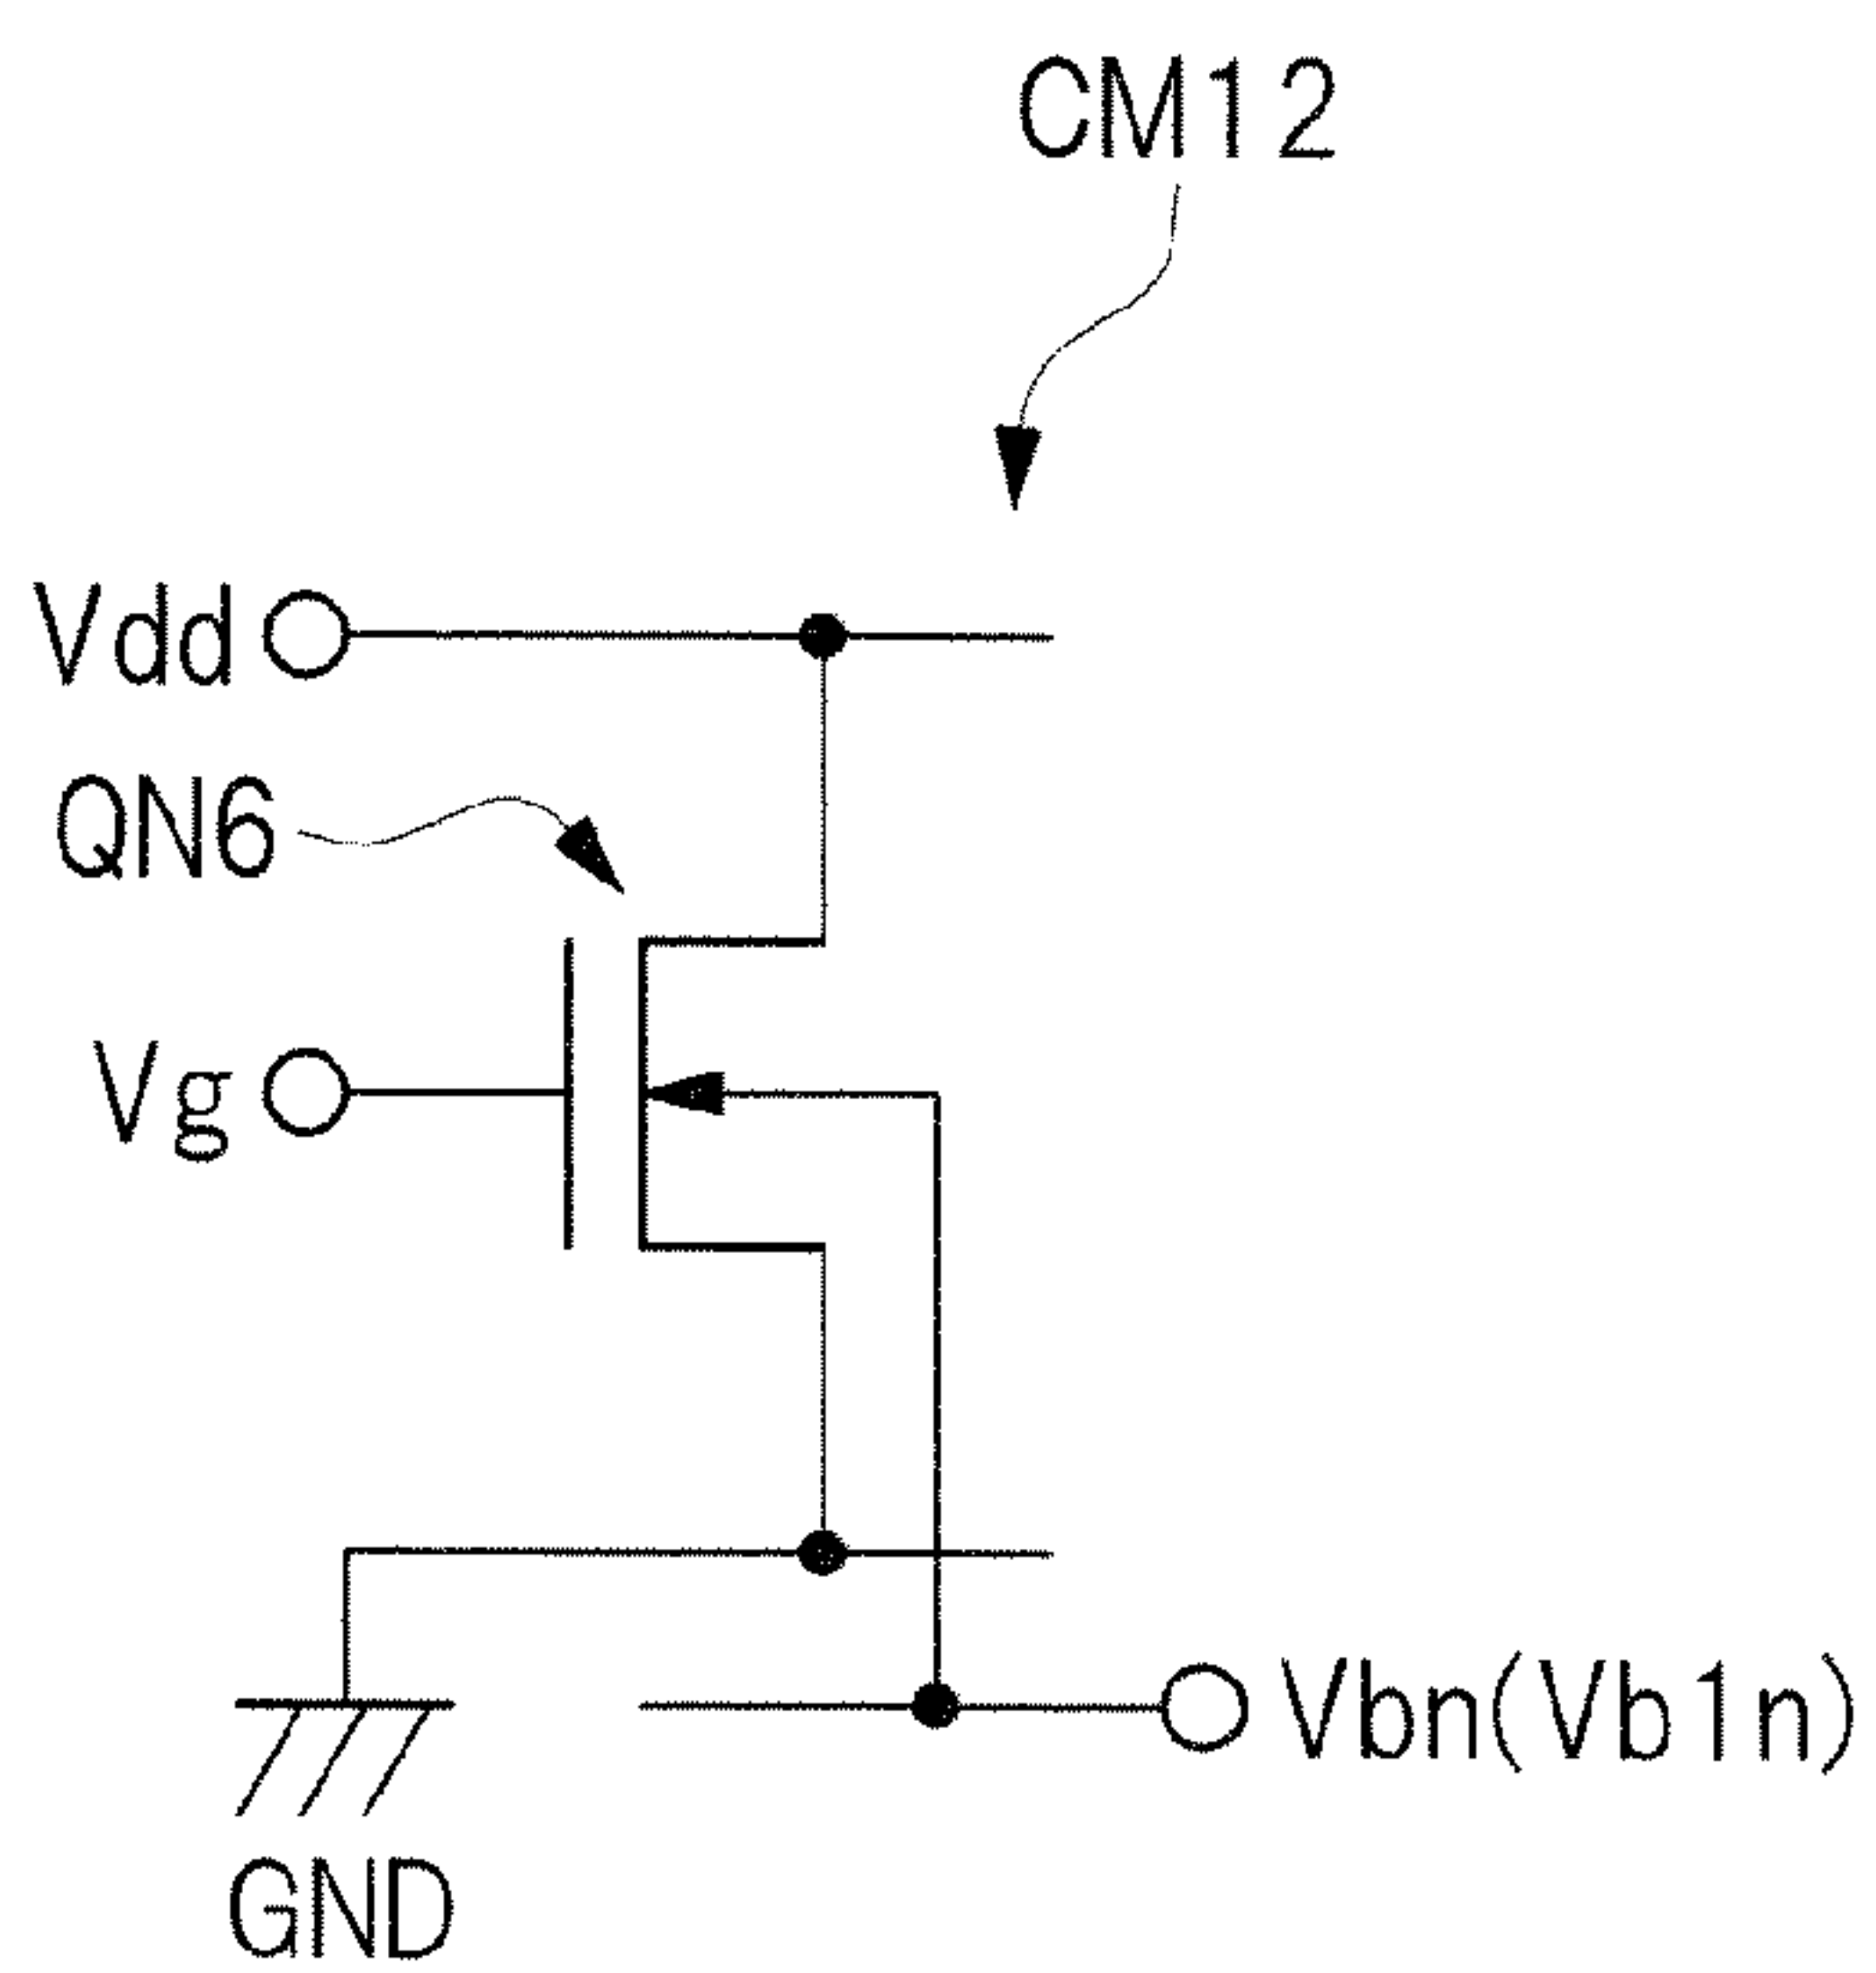 CM12
Vdd
QN6
Vg
Vbn(Vb1n)
GND